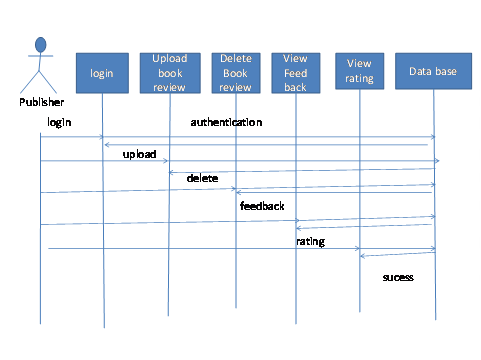 Publisher
login
Upload
book
review
Delete
Book
review
View
Feed
back
View
rating
Data base
login
authentication
upload
delete
feedback
rating
sucess